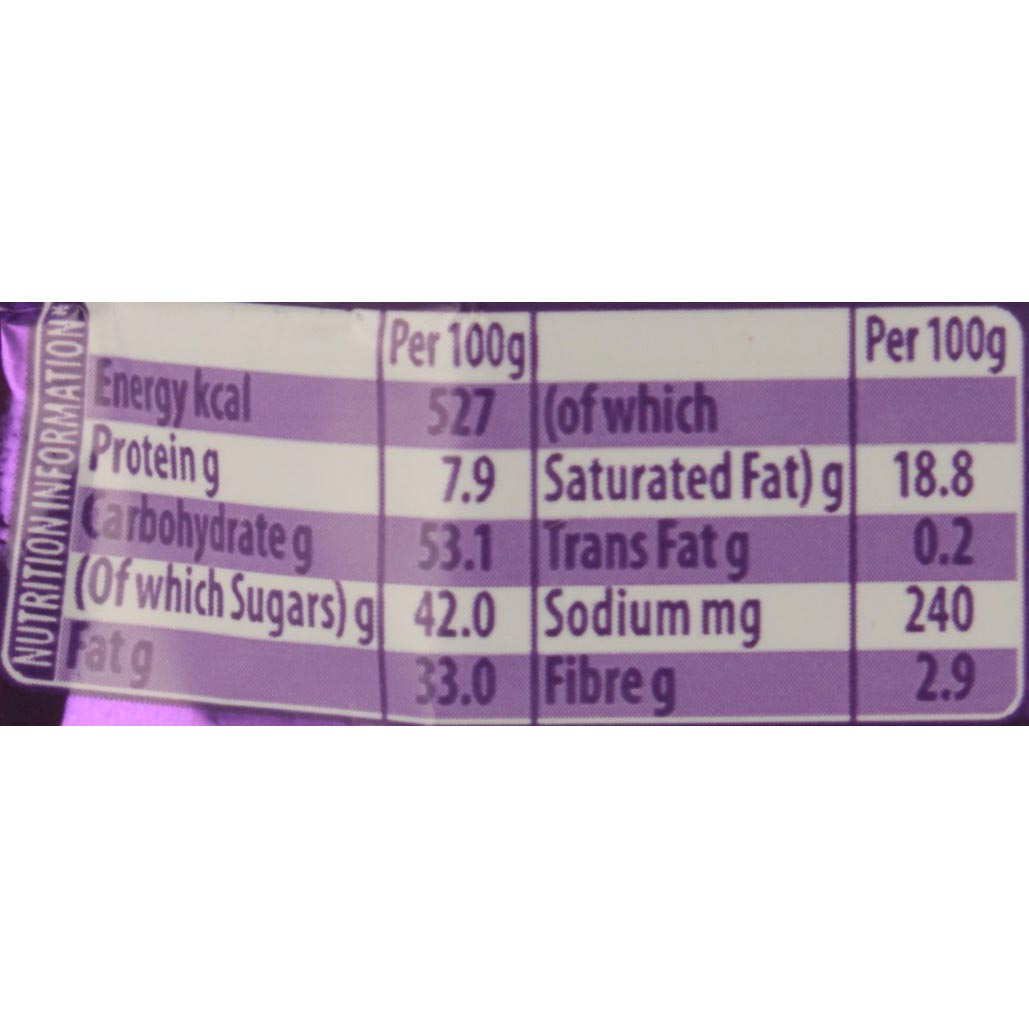 NUTRITION INFORMATION*
Per 100g
Energy kcal 527
Protein g 7.9
Carbohydrate g 53.1
(Of which Sugars) g 42.0
Fat g 33.0
Per 100g
(of which
Saturated Fat) g 18.8
Trans Fat g 0.2
Sodium mg 240
Fibre g 2.9